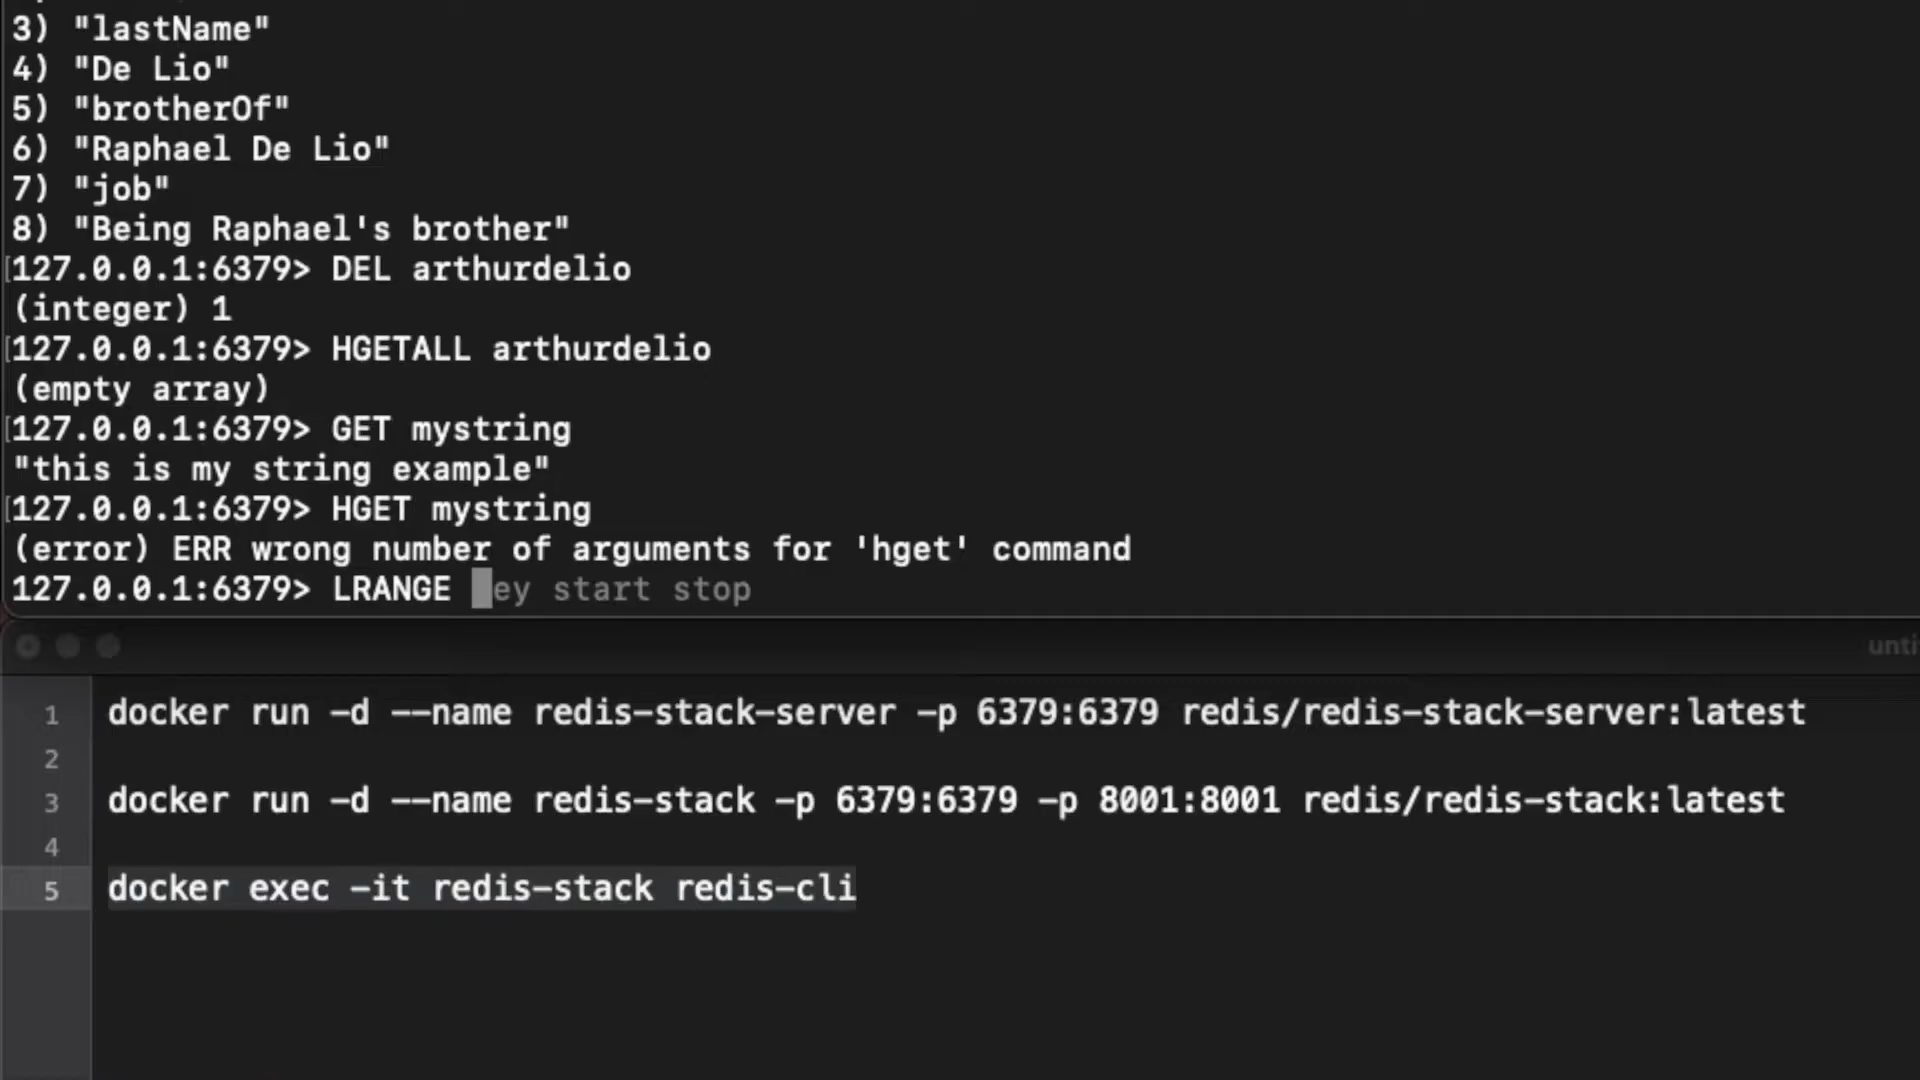 3) "lastName"
4) "De Lio"
5) "brotherOf"
6) "Raphael De Lio"
7) "job"
8) "Being Raphael's brother"
[127.0.0.1:6379> DEL arthurdelio
(integer) 1
[127.0.0.1:6379> HGETALL arthurdelio
(empty array)
[127.0.0.1:6379> GET mystring
"this is my string example"
[127.0.0.1:6379> HGET mystring
(error) ERR wrong number of arguments for 'hget' command
127.0.0.1:6379> LRANGE ey start stop
unti
1 docker run -d --name redis-stack-server -p 6379:6379 redis/redis-stack-server:latest
2
3 docker run -d --name redis-stack -p 6379:6379 -p 8001:8001 redis/redis-stack:latest
4
5 docker exec -it redis-stack redis-cli